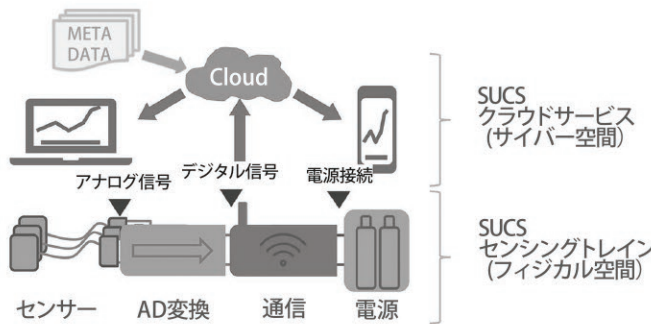 META
DATA
Cloud
SUCS
クラウドサービス
(サイバー空間)
アナログ信号
デジタル信号
電源接続
SUCS
センシングトレイン
(フィジカル空間)
センサー
AD変換
通信
電源